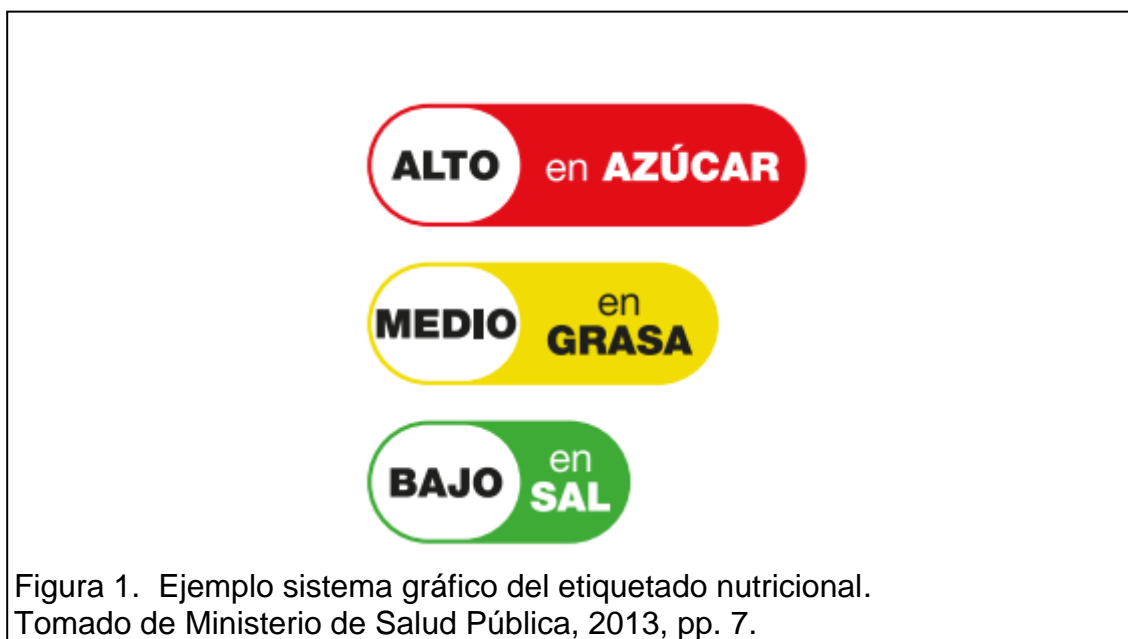 ALTO en AZÚCAR
MEDIO en
GRASA
BAJO en
SAL
Figura 1. Ejemplo sistema gráfico del etiquetado nutricional.
Tomado de Ministerio de Salud Pública, 2013, pp. 7.